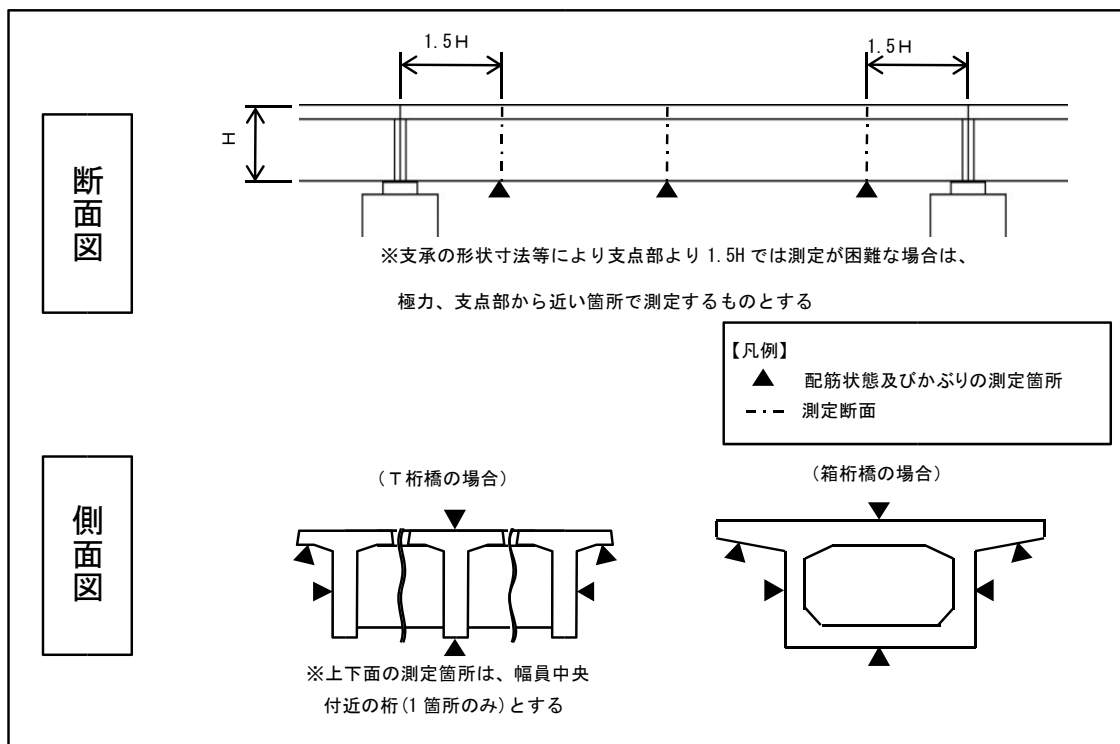 1.5H
1.5H
H
断面図
※支承の形状寸法等により支点部より 1.5H では測定が困難な場合は、
極力、支点部から近い箇所で測定するものとする
【凡例】
配筋状態及びかぶりの測定箇所
測定断面
側面図
(T桁橋の場合)
(箱桁橋の場合)
※上下面の測定箇所は、幅員中央
付近の桁(1 箇所のみ)とする